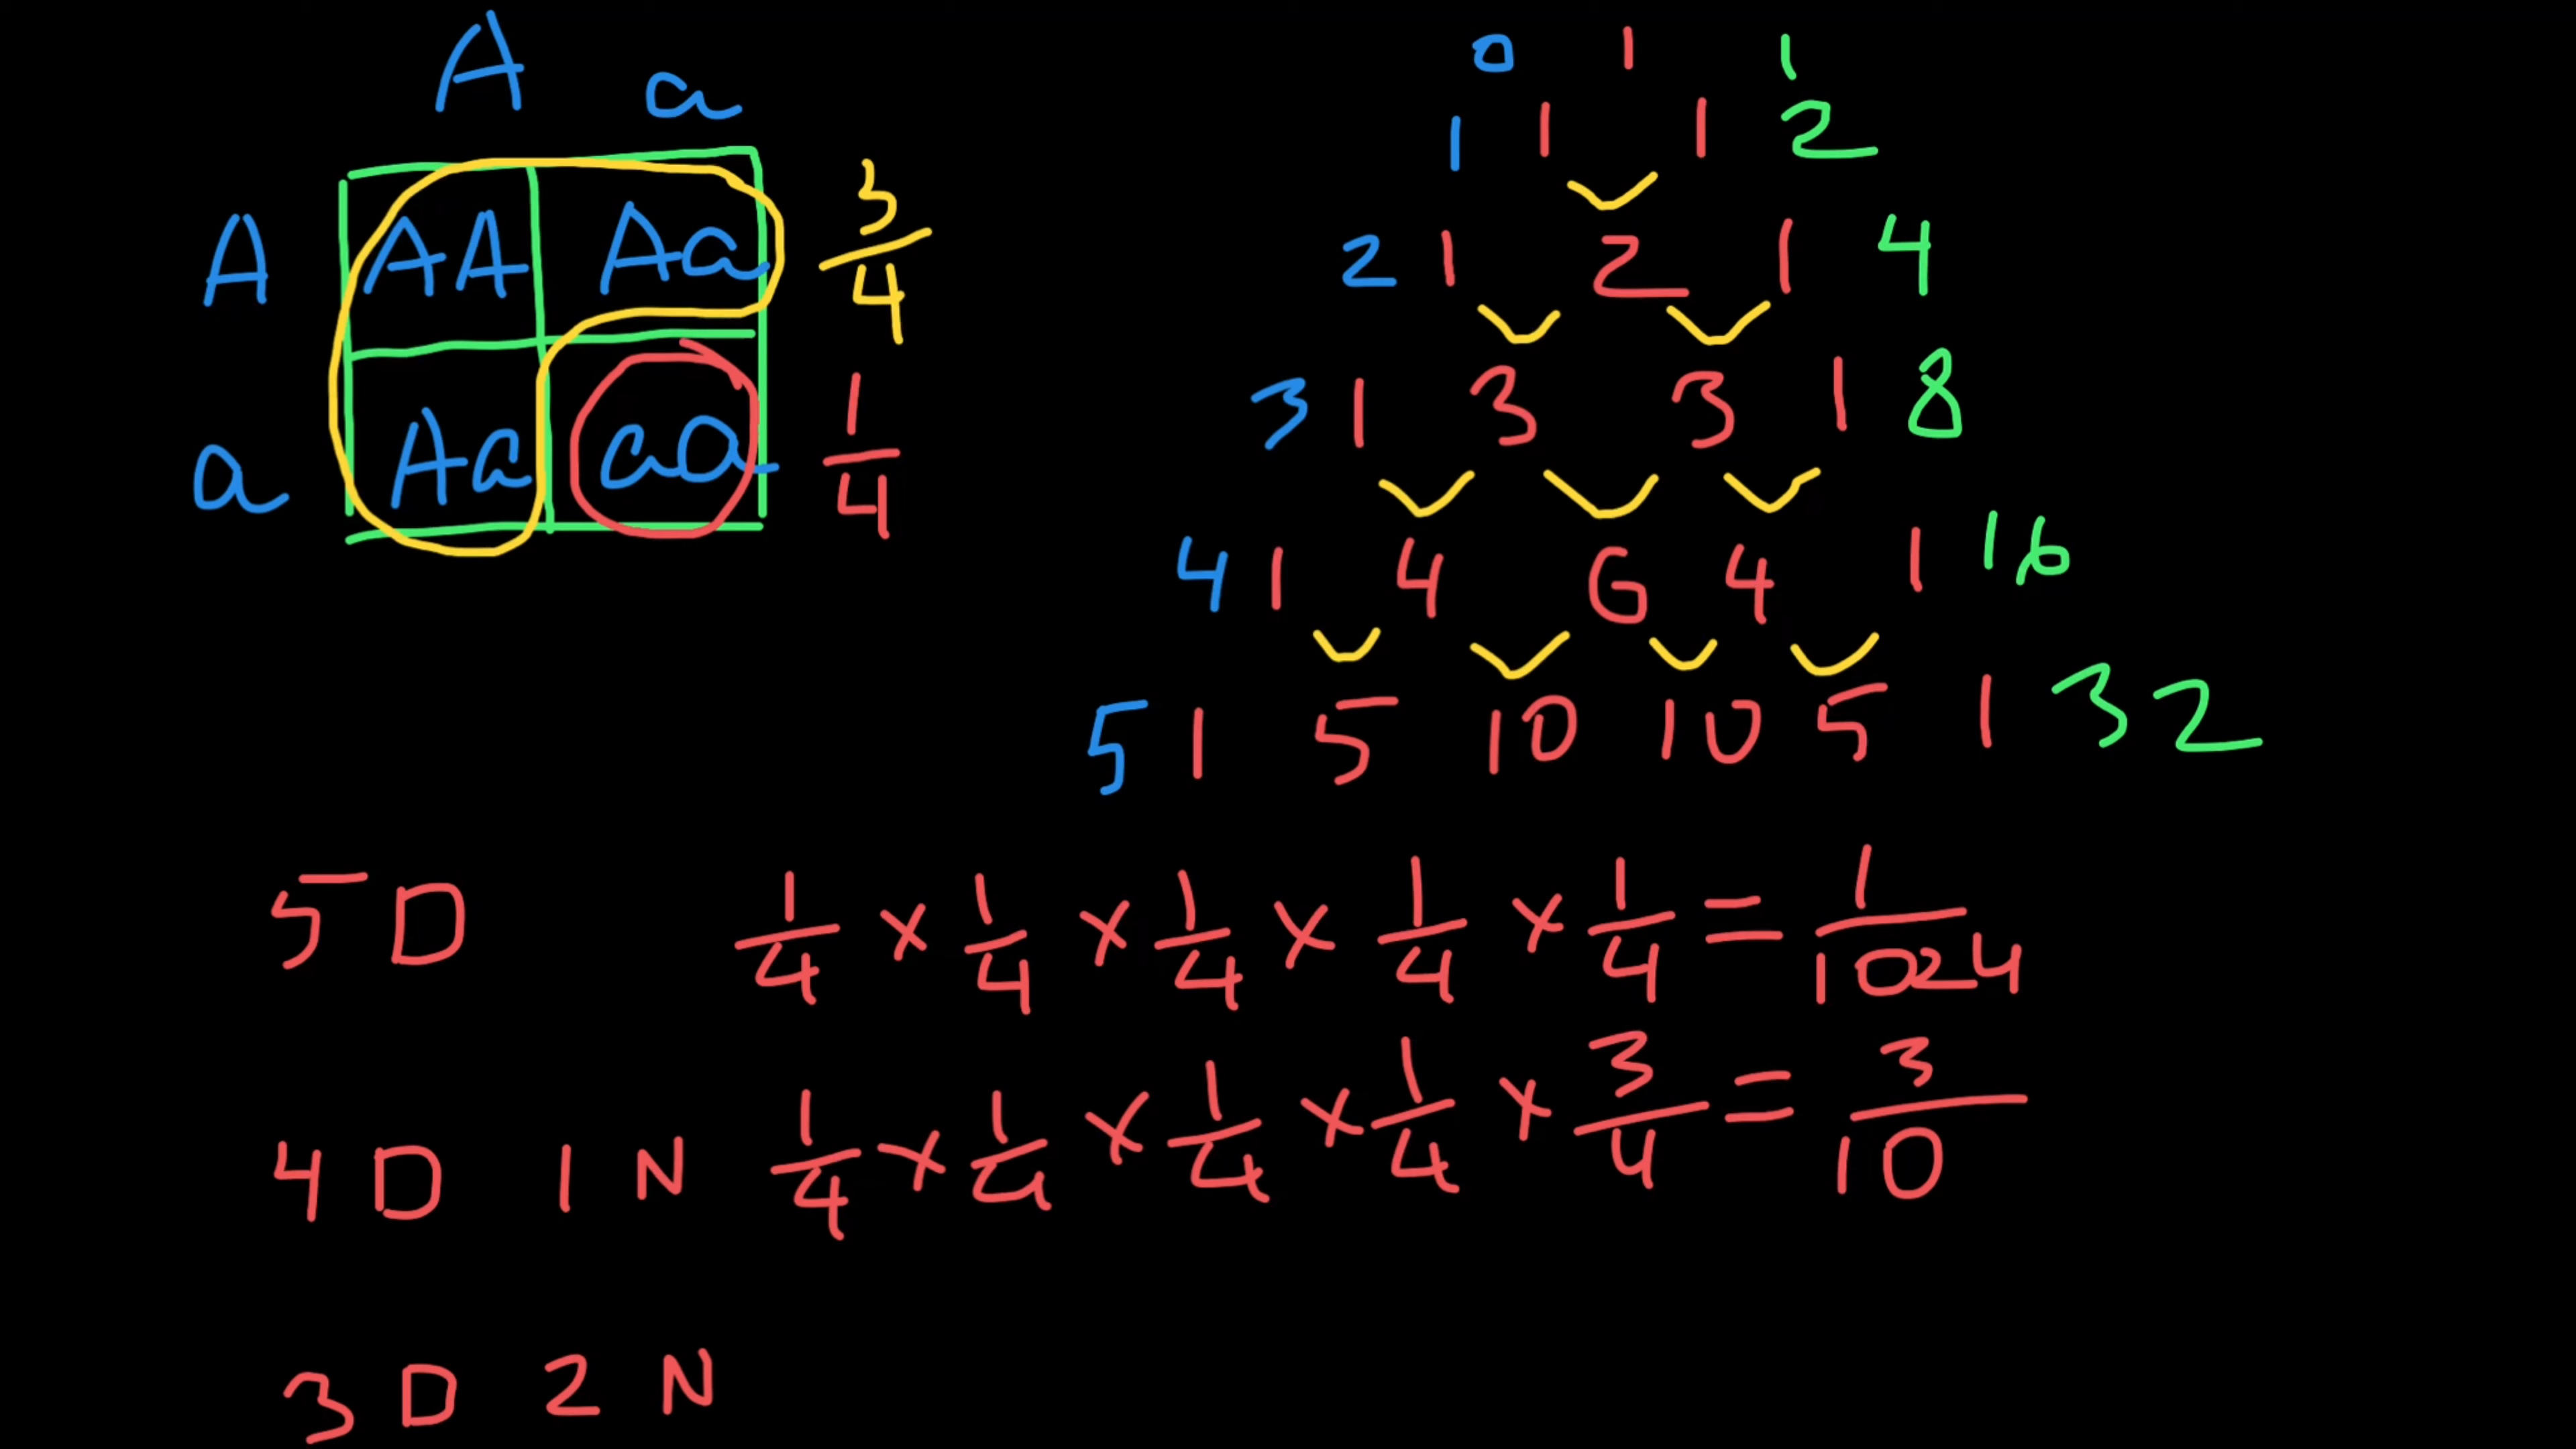 A a
A AA Aa 3/4
a Aa aa 1/4
0 1 1
1 1 1 2
2 1 2 1 4
3 1 3 3 1 8
4 1 4 6 4 1 16
5 1 5 10 10 5 1 32
5 D 1/4 × 1/4 × 1/4 × 1/4 × 1/4 = 1/1024
4 D 1 N 1/4 × 1/4 × 1/4 × 1/4 × 3/4 = 3/10
3 D 2 N